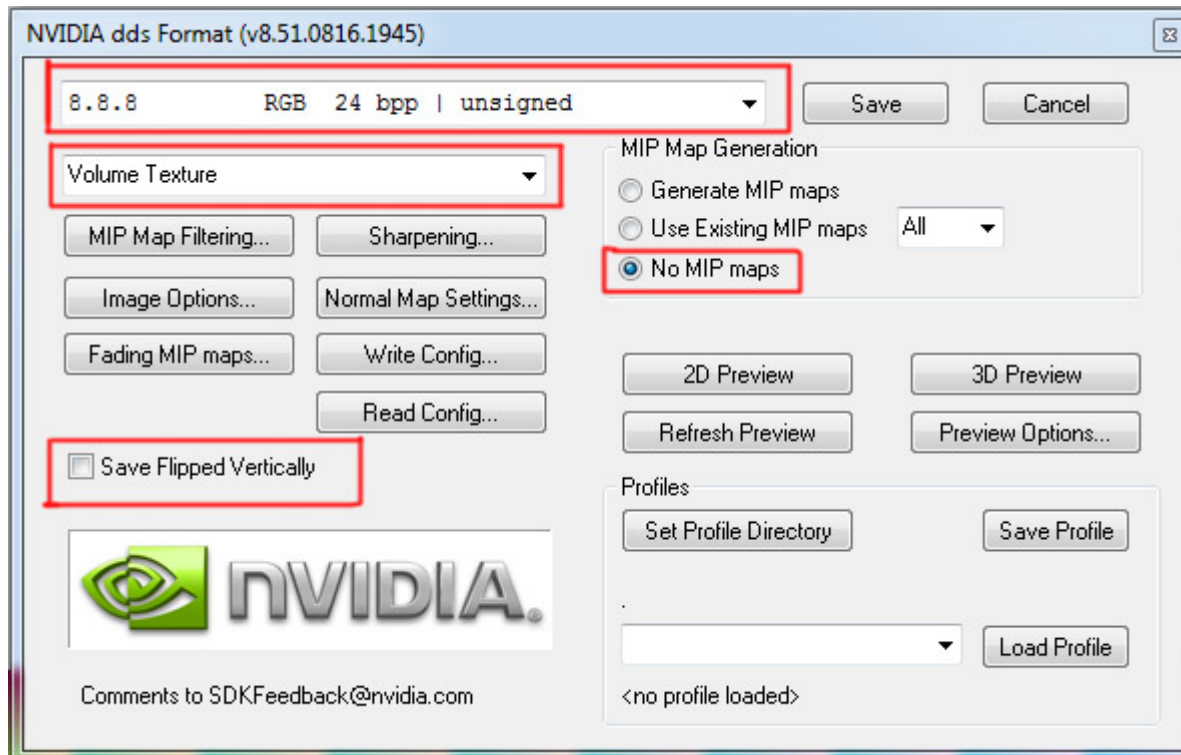 NVIDIA dds Format (v8.51.0816.1945)
8.8.8 RGB 24 bpp | unsigned
Save
Cancel
Volume Texture
MIP Map Generation
Generate MIP maps
Use Existing MIP maps
All
No MIP maps
MIP Map Filtering...
Sharpening...
Image Options...
Normal Map Settings...
Fading MIP maps...
Write Config...
Read Config...
2D Preview
3D Preview
Refresh Preview
Preview Options...
Save Flipped Vertically
Profiles
Set Profile Directory
Save Profile
.
Load Profile
<no profile loaded>
NVIDIA.
Comments to SDKFeedback@nvidia.com